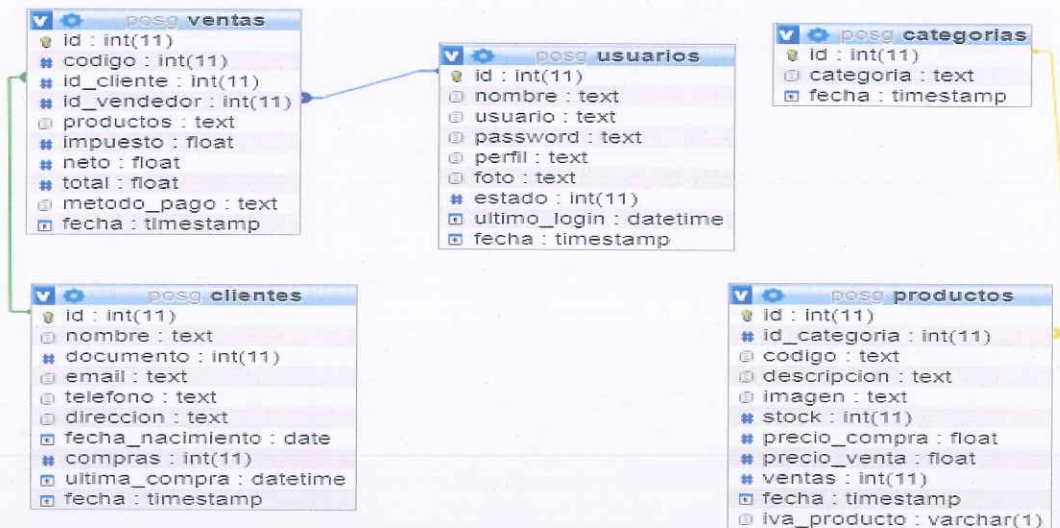 posg ventas
id : int(11)
codigo : int(11)
id_cliente : int(11)
id_vendedor : int(11)
productos : text
impuesto : float
neto : float
total : float
metodo_pago : text
fecha : timestamp
posg usuarios
id : int(11)
nombre : text
usuario : text
password : text
perfil : text
foto : text
estado : int(11)
ultimo_login : datetime
fecha : timestamp
posg categorias
id : int(11)
categoria : text
fecha : timestamp
posg clientes
id : int(11)
nombre : text
documento : int(11)
email : text
telefono : text
direccion : text
fecha_nacimiento : date
compras : int(11)
ultima_compra : datetime
fecha : timestamp
posg productos
id : int(11)
id_categoria : int(11)
codigo : text
descripcion : text
imagen : text
stock : int(11)
precio_compra : float
precio_venta : float
ventas : int(11)
fecha : timestamp
iva_producto : varchar(1)